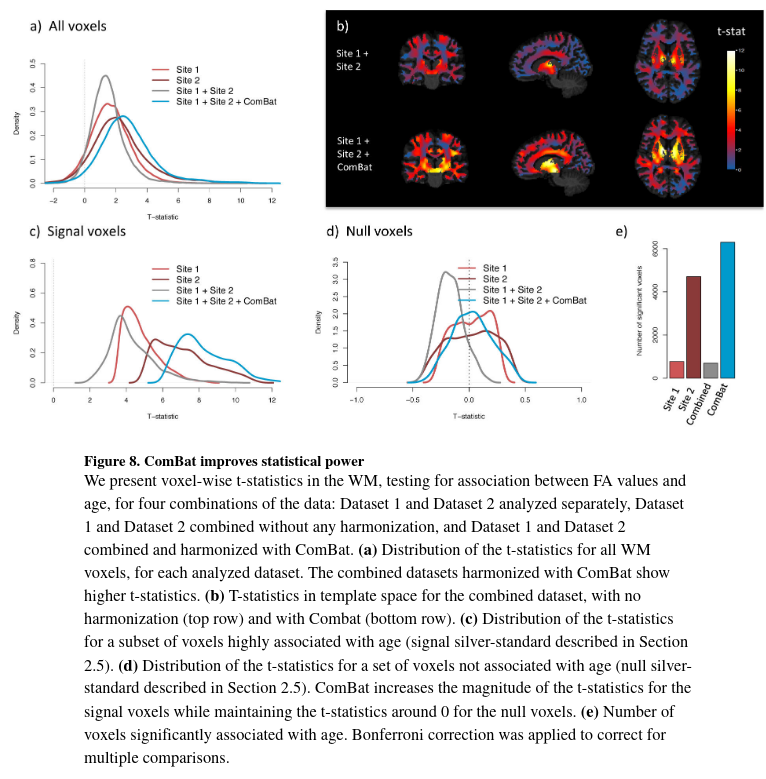 a) All voxels
Density
0.0 0.1 0.2 0.3 0.4 0.5
Site 1
Site 2
Site 1 + Site 2
Site 1 + Site 2 + ComBat
−2 0 2 4 6 8 10 12
T−statistic
b)
Site 1 +
Site 2
Site 1 +
Site 2 +
ComBat
t-stat
c) Signal voxels
Density
0.0 0.2 0.4 0.6 0.8
Site 1
Site 2
Site 1 + Site 2
Site 1 + Site 2 + ComBat
0 2 4 6 8 10 12
T−statistic
d) Null voxels
Density
0.0 0.5 1.0 1.5 2.0 2.5 3.0 3.5
Site 1
Site 2
Site 1 + Site 2
Site 1 + Site 2 + ComBat
−1.0 −0.5 0.0 0.5 1.0
T−statistic
e)
Number of significant voxels
0 2000 4000 6000
Site 1
Site 2
Combined
ComBat
Figure 8. ComBat improves statistical power
We present voxel-wise t-statistics in the WM, testing for association between FA values and
age, for four combinations of the data: Dataset 1 and Dataset 2 analyzed separately, Dataset
1 and Dataset 2 combined without any harmonization, and Dataset 1 and Dataset 2
combined and harmonized with ComBat. (a) Distribution of the t-statistics for all WM
voxels, for each analyzed dataset. The combined datasets harmonized with ComBat show
higher t-statistics. (b) T-statistics in template space for the combined dataset, with no
harmonization (top row) and with Combat (bottom row). (c) Distribution of the t-statistics
for a subset of voxels highly associated with age (signal silver-standard described in Section
2.5). (d) Distribution of the t-statistics for a set of voxels not associated with age (null silver-
standard described in Section 2.5). ComBat increases the magnitude of the t-statistics for the
signal voxels while maintaining the t-statistics around 0 for the null voxels. (e) Number of
voxels significantly associated with age. Bonferroni correction was applied to correct for
multiple comparisons.